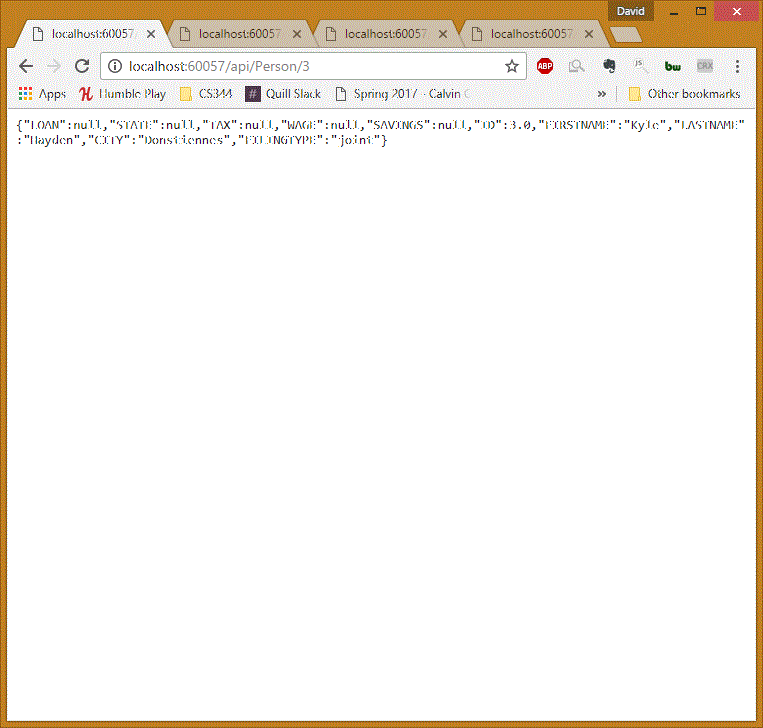 David
localhost:60057/ localhost:60057 localhost:60057 localhost:60057
localhost:60057/api/Person/3 ABP JS bw CRX
Apps Humble Play CS344 # Quill Slack Spring 2017 - Calvin C » Other bookmarks
{"LOAN":null,"STATE":null,"TAX":null,"WAGE":null,"SAVINGS":null,"ID":3.0,"FIRSTNAME":"Kyle","LASTNAME"
:"Hayden","CITY":"Donstiennes","FILINGTYPE":"joint"}